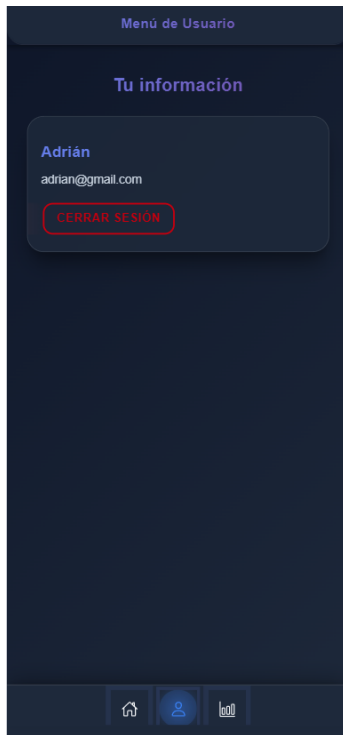 Menú de Usuario
Tu información
Adrián
adrian@gmail.com
CERRAR SESIÓN